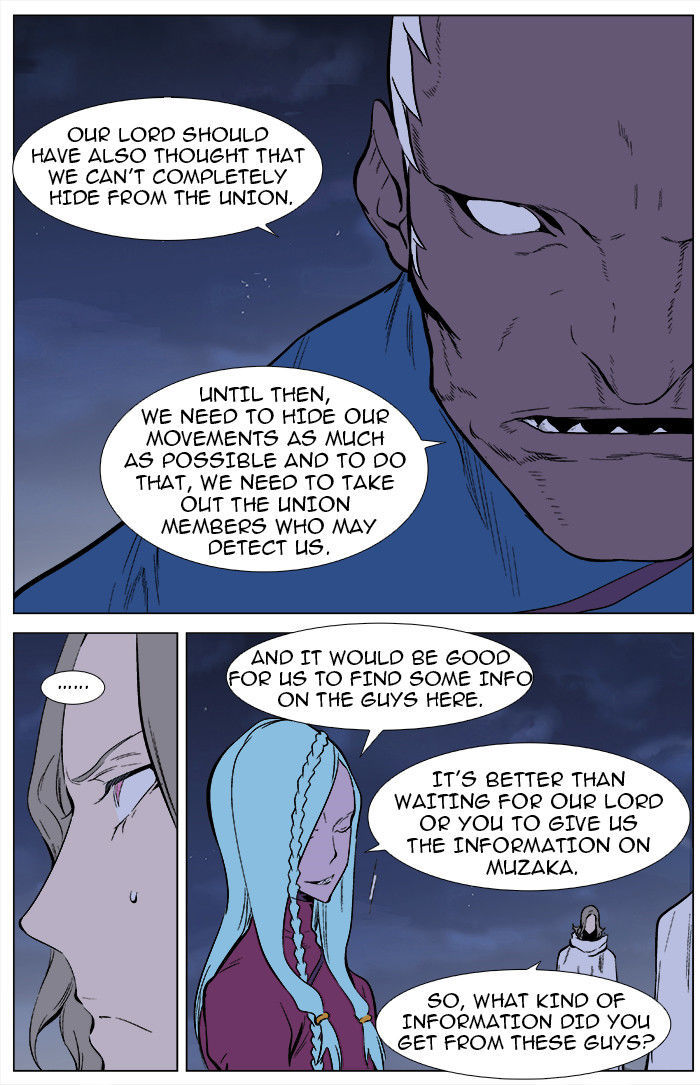 OUR LORD SHOULD
HAVE ALSO THOUGHT THAT
WE CAN'T COMPLETELY
HIDE FROM THE UNION.
UNTIL THEN,
WE NEED TO HIDE OUR
MOVEMENTS AS MUCH
AS POSSIBLE AND TO DO
THAT, WE NEED TO TAKE
OUT THE UNION
MEMBERS WHO MAY
DETECT US.
......
AND IT WOULD BE GOOD
FOR US TO FIND SOME INFO
ON THE GUYS HERE.
IT'S BETTER THAN
WAITING FOR OUR LORD
OR YOU TO GIVE US
THE INFORMATION ON
MUZAKA.
SO, WHAT KIND OF
INFORMATION DID YOU
GET FROM THESE GUYS?